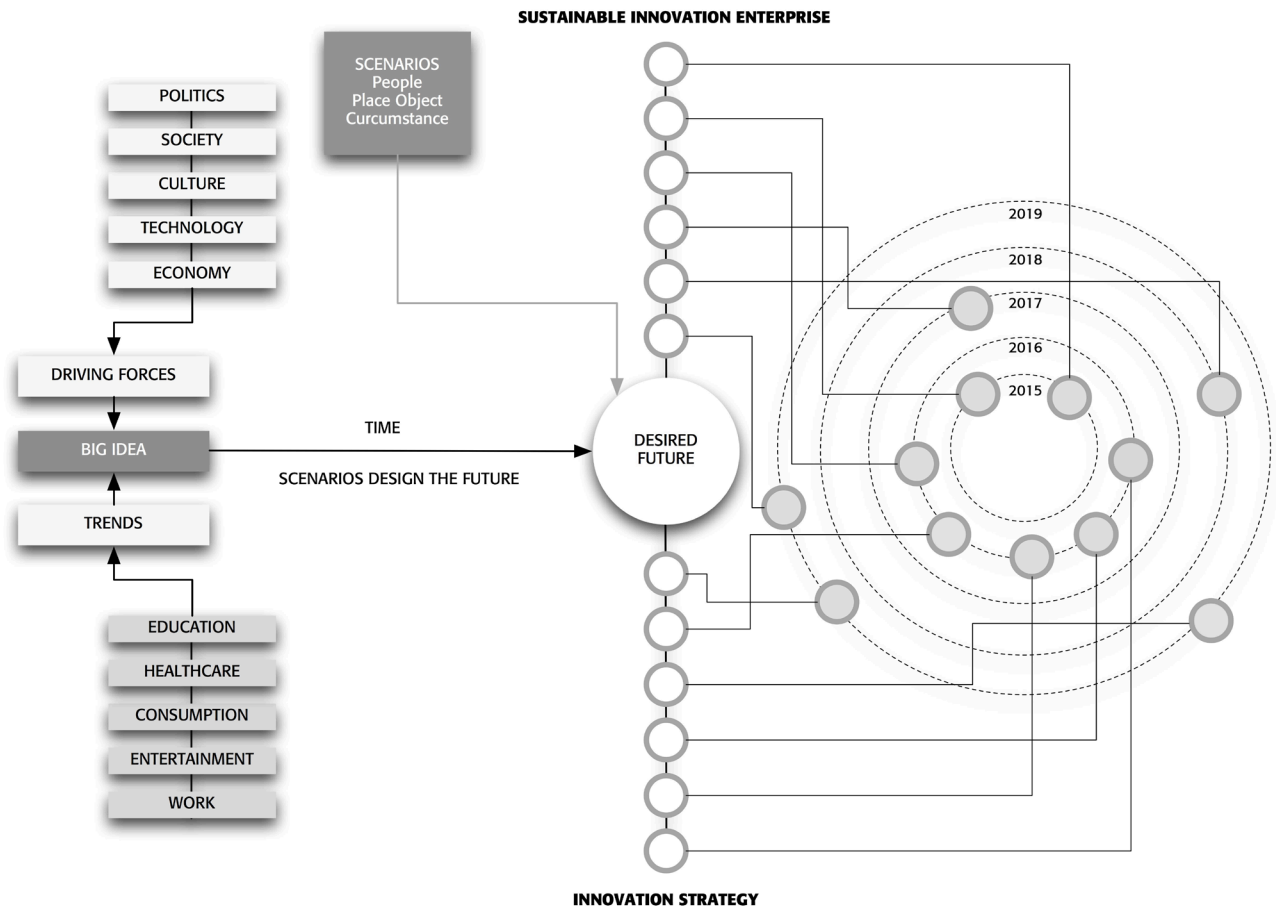 SUSTAINABLE INNOVATION ENTERPRISE
SCENARIOS
People
Place Object
Curcumstance
POLITICS
SOCIETY
CULTURE
TECHNOLOGY
ECONOMY
DRIVING FORCES
BIG IDEA
TRENDS
EDUCATION
HEALTHCARE
CONSUMPTION
ENTERTAINMENT
WORK
TIME
SCENARIOS DESIGN THE FUTURE
DESIRED
FUTURE
2019
2018
2017
2016
2015
INNOVATION STRATEGY